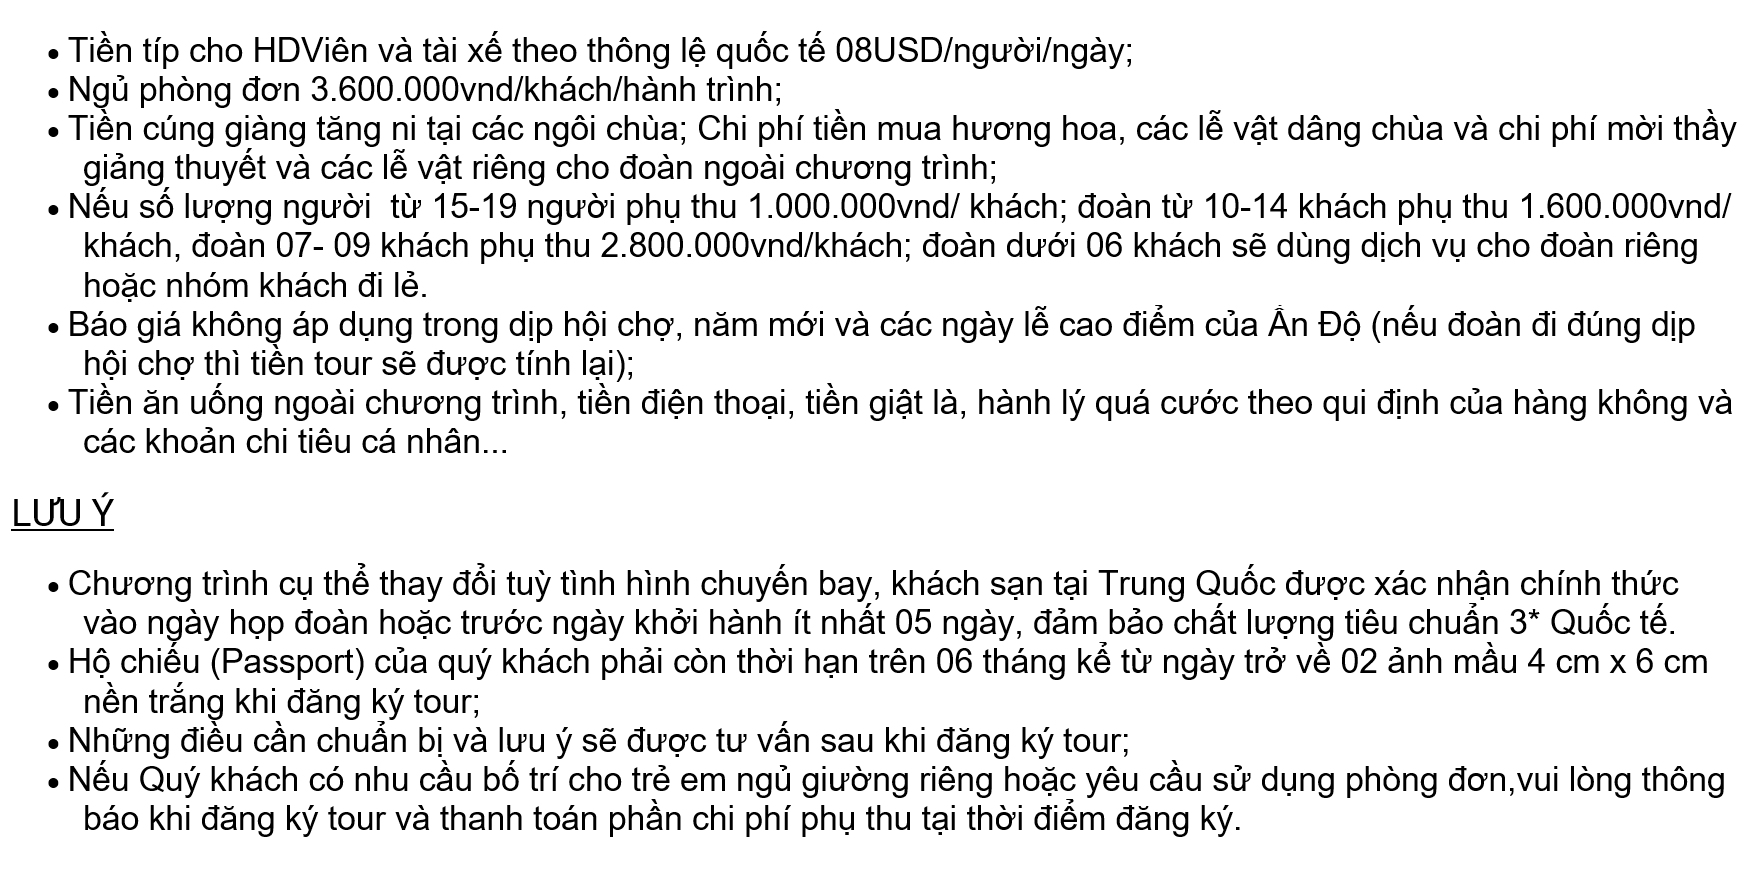 • Tiền típ cho HDViên và tài xế theo thông lệ quốc tế 08USD/người/ngày;
• Ngủ phòng đơn 3.600.000vnd/khách/hành trình;
• Tiền cúng giàng tăng ni tại các ngôi chùa; Chi phí tiền mua hương hoa, các lễ vật dâng chùa và chi phí mời thầy
giảng thuyết và các lễ vật riêng cho đoàn ngoài chương trình;
• Nếu số lượng người  từ 15-19 người phụ thu 1.000.000vnd/ khách; đoàn từ 10-14 khách phụ thu 1.600.000vnd/
khách, đoàn 07- 09 khách phụ thu 2.800.000vnd/khách; đoàn dưới 06 khách sẽ dùng dịch vụ cho đoàn riêng
hoặc nhóm khách đi lẻ.
• Báo giá không áp dụng trong dịp hội chợ, năm mới và các ngày lễ cao điểm của Ấn Độ (nếu đoàn đi đúng dịp
hội chợ thì tiền tour sẽ được tính lại);
• Tiền ăn uống ngoài chương trình, tiền điện thoại, tiền giặt là, hành lý quá cước theo qui định của hàng không và
các khoản chi tiêu cá nhân...
LƯU Ý
• Chương trình cụ thể thay đổi tuỳ tình hình chuyến bay, khách sạn tại Trung Quốc được xác nhận chính thức
vào ngày họp đoàn hoặc trước ngày khởi hành ít nhất 05 ngày, đảm bảo chất lượng tiêu chuẩn 3* Quốc tế.
• Hộ chiếu (Passport) của quý khách phải còn thời hạn trên 06 tháng kể từ ngày trở về 02 ảnh mầu 4 cm x 6 cm
nền trắng khi đăng ký tour;
• Những điều cần chuẩn bị và lưu ý sẽ được tư vấn sau khi đăng ký tour;
• Nếu Quý khách có nhu cầu bố trí cho trẻ em ngủ giường riêng hoặc yêu cầu sử dụng phòng đơn,vui lòng thông
báo khi đăng ký tour và thanh toán phần chi phí phụ thu tại thời điểm đăng ký.